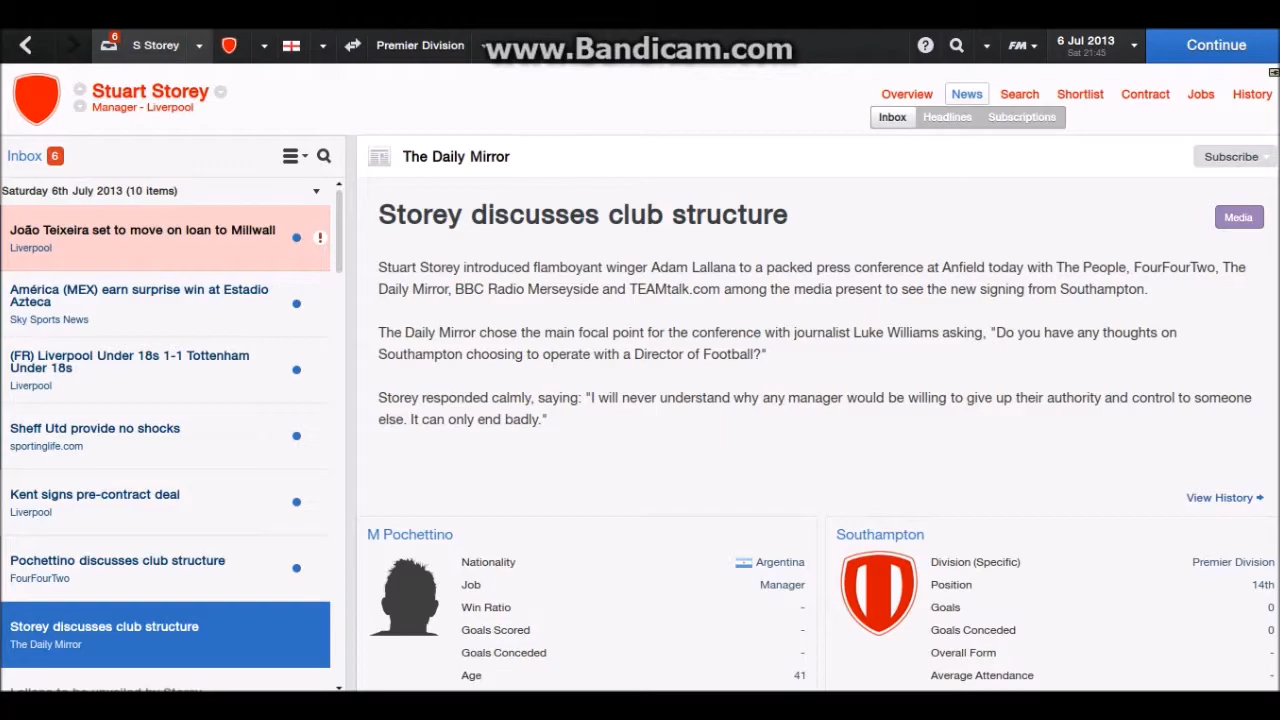 6
S Storey
Premier Division
www.Bandicam.com
FM
6 Jul 2013
Sat 21:45
Continue
Stuart Storey
Manager - Liverpool
Overview
News
Search
Shortlist
Contract
Jobs
History
Inbox
Headlines
Subscriptions
Inbox 6
Saturday 6th July 2013 (10 items)
João Teixeira set to move on loan to Millwall
Liverpool
América (MEX) earn surprise win at Estadio
Azteca
Sky Sports News
(FR) Liverpool Under 18s 1-1 Tottenham
Under 18s
Liverpool
Sheff Utd provide no shocks
sportinglife.com
Kent signs pre-contract deal
Liverpool
Pochettino discusses club structure
FourFourTwo
Storey discusses club structure
The Daily Mirror
Lallana to be unveiled by Storey
The Daily Mirror
Subscribe
Storey discusses club structure
Media
Stuart Storey introduced flamboyant winger Adam Lallana to a packed press conference at Anfield today with The People, FourFourTwo, The
Daily Mirror, BBC Radio Merseyside and TEAMtalk.com among the media present to see the new signing from Southampton.
The Daily Mirror chose the main focal point for the conference with journalist Luke Williams asking, "Do you have any thoughts on
Southampton choosing to operate with a Director of Football?"
Storey responded calmly, saying: "I will never understand why any manager would be willing to give up their authority and control to someone
else. It can only end badly."
View History
M Pochettino
Nationality Argentina
Job Manager
Win Ratio -
Goals Scored -
Goals Conceded -
Age 41
Southampton
Division (Specific) Premier Division
Position 14th
Goals 0
Goals Conceded 0
Overall Form -
Average Attendance -